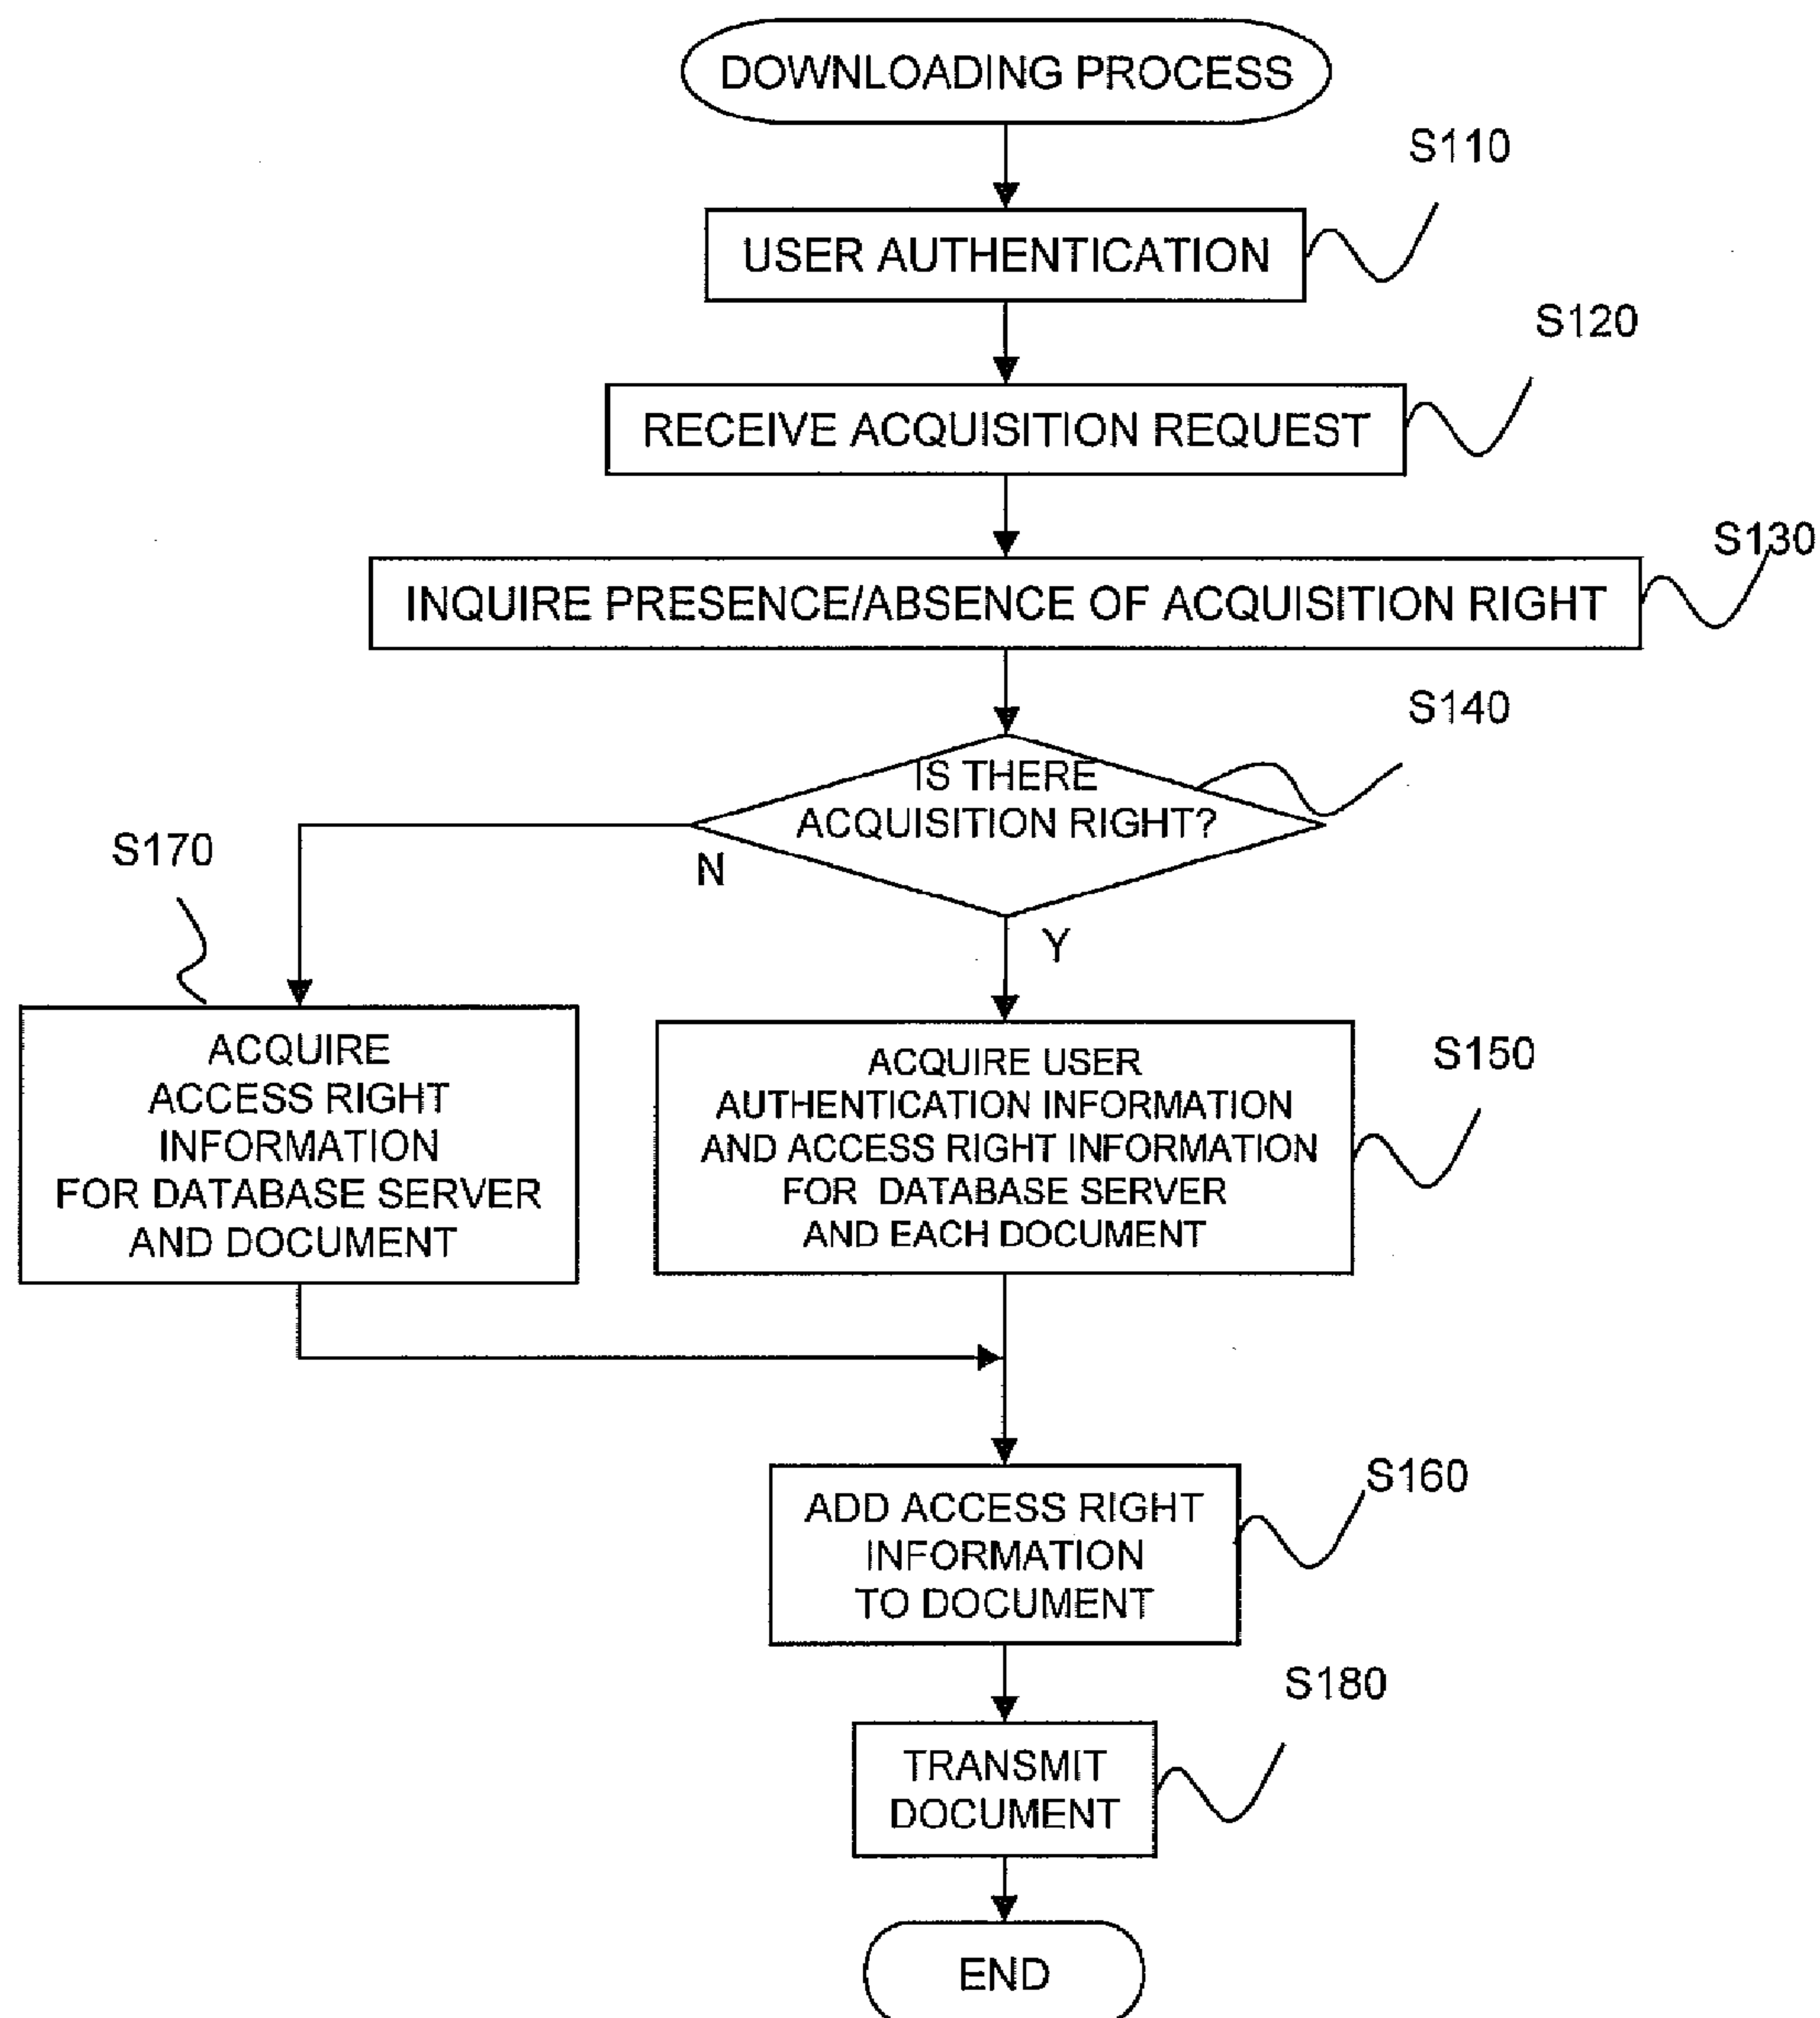 DOWNLOADING PROCESS
S110
USER AUTHENTICATION
S120
RECEIVE ACQUISITION REQUEST
S130
INQUIRE PRESENCE/ABSENCE OF ACQUISITION RIGHT
S140
IS THERE
ACQUISITION RIGHT?
N
Y
S170
ACQUIRE
ACCESS RIGHT
INFORMATION
FOR DATABASE SERVER
AND DOCUMENT
S150
ACQUIRE USER
AUTHENTICATION INFORMATION
AND ACCESS RIGHT INFORMATION
FOR DATABASE SERVER
AND EACH DOCUMENT
S160
ADD ACCESS RIGHT
INFORMATION
TO DOCUMENT
S180
TRANSMIT
DOCUMENT
END